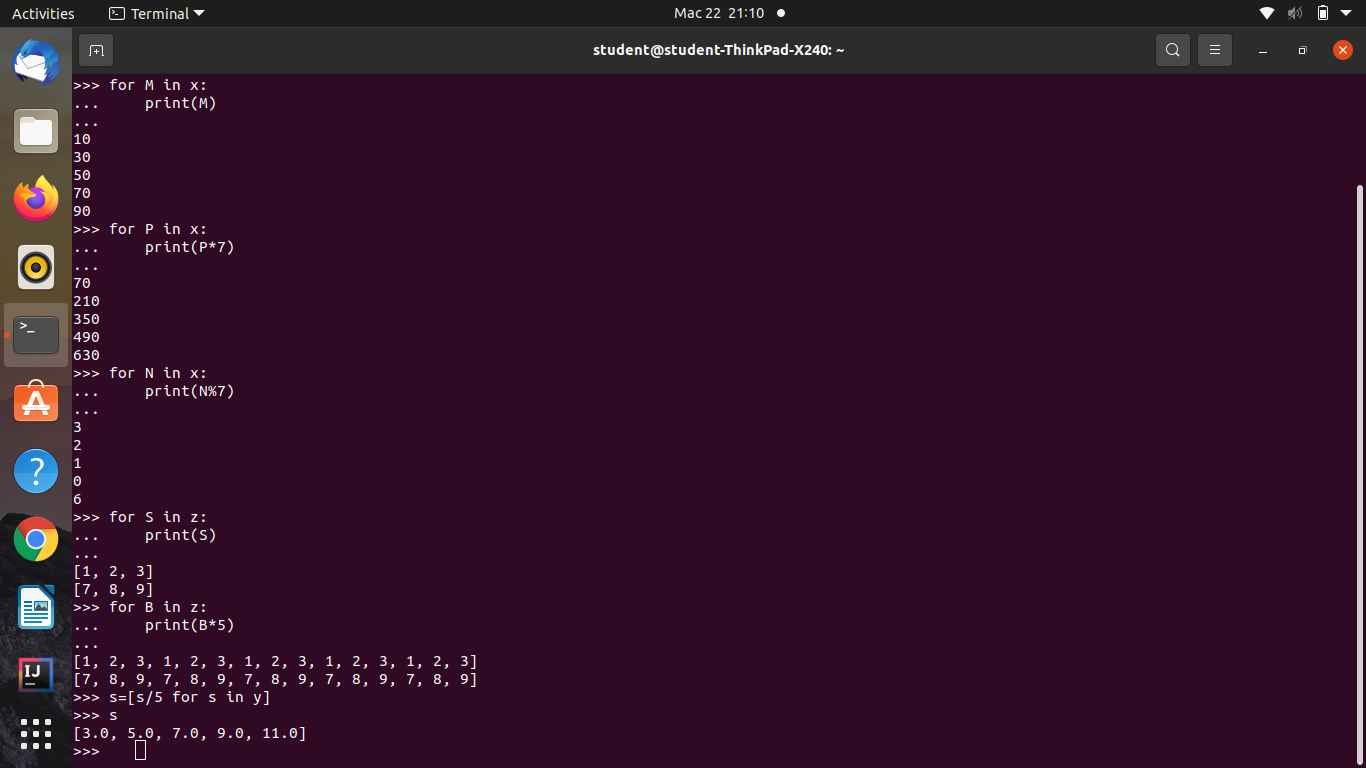 Activities
Terminal
Mac 22 21:10
student@student-ThinkPad-X240: ~
>>> for M in x:
...     print(M)
...
10
30
50
70
90
>>> for P in x:
...     print(P*7)
...
70
210
350
490
630
>>> for N in x:
...     print(N%7)
...
3
2
1
0
6
>>> for S in z:
...     print(S)
...
[1, 2, 3]
[7, 8, 9]
>>> for B in z:
...     print(B*5)
...
[1, 2, 3, 1, 2, 3, 1, 2, 3, 1, 2, 3, 1, 2, 3]
[7, 8, 9, 7, 8, 9, 7, 8, 9, 7, 8, 9, 7, 8, 9]
>>> s=[s/5 for s in y]
>>> s
[3.0, 5.0, 7.0, 9.0, 11.0]
>>>
>_
?
IJ